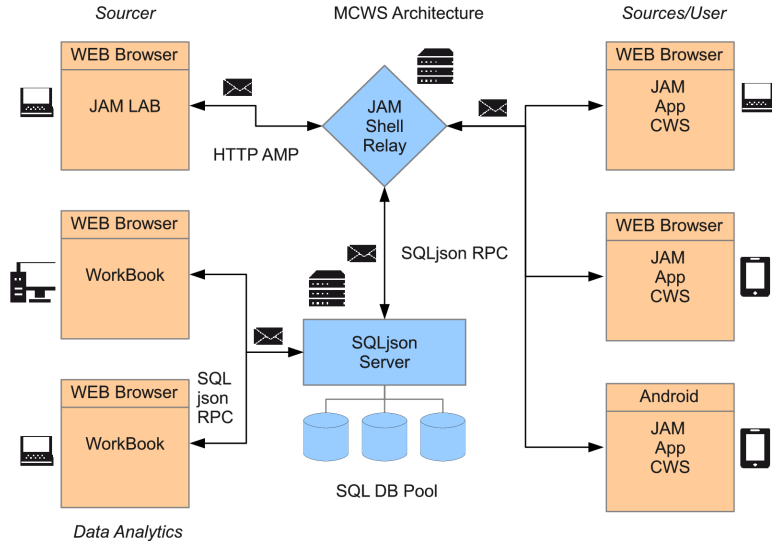 Sourcer
MCWS Architecture
Sources/User
WEB Browser
JAM LAB
HTTP AMP
JAM
Shell
Relay
WEB Browser
JAM
App
CWS
WEB Browser
WorkBook
SQLjson RPC
WEB Browser
JAM
App
CWS
SQLjson
Server
SQL
json
RPC
WEB Browser
WorkBook
Android
JAM
App
CWS
SQL DB Pool
Data Analytics